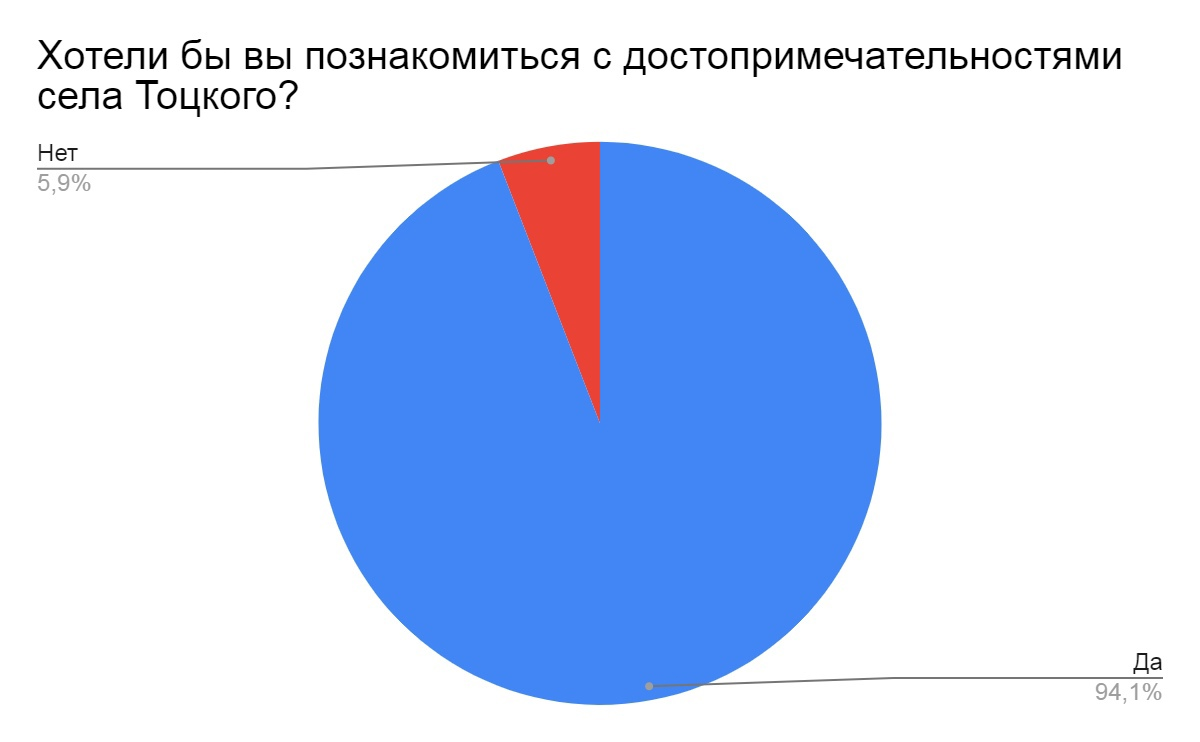 Хотели бы вы познакомиться с достопримечательностями
села Тоцкого?
Нет
5,9%
Да
94,1%